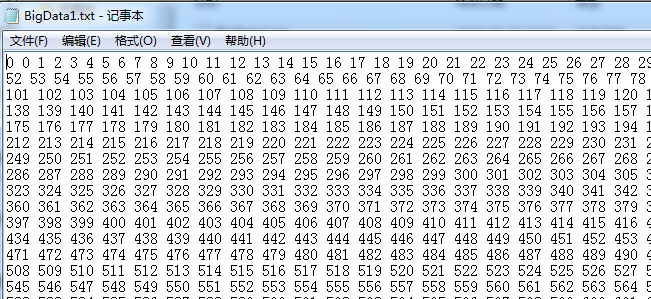 BigData1.txt - 记事本
文件(F) 编辑(E) 格式(O) 查看(V) 帮助(H)
0 0 1 2 3 4 5 6 7 8 9 10 11 12 13 14 15 16 17 18 19 20 21 22 23 24 25 26 27 28 29
52 53 54 55 56 57 58 59 60 61 62 63 64 65 66 67 68 69 70 71 72 73 74 75 76 77 78
101 102 103 104 105 106 107 108 109 110 111 112 113 114 115 116 117 118 119 120 1
138 139 140 141 142 143 144 145 146 147 148 149 150 151 152 153 154 155 156 157 1
175 176 177 178 179 180 181 182 183 184 185 186 187 188 189 190 191 192 193 194 1
212 213 214 215 216 217 218 219 220 221 222 223 224 225 226 227 228 229 230 231 2
249 250 251 252 253 254 255 256 257 258 259 260 261 262 263 264 265 266 267 268 2
286 287 288 289 290 291 292 293 294 295 296 297 298 299 300 301 302 303 304 305 3
323 324 325 326 327 328 329 330 331 332 333 334 335 336 337 338 339 340 341 342 3
360 361 362 363 364 365 366 367 368 369 370 371 372 373 374 375 376 377 378 379 3
397 398 399 400 401 402 403 404 405 406 407 408 409 410 411 412 413 414 415 416 4
434 435 436 437 438 439 440 441 442 443 444 445 446 447 448 449 450 451 452 453 4
471 472 473 474 475 476 477 478 479 480 481 482 483 484 485 486 487 488 489 490 4
508 509 510 511 512 513 514 515 516 517 518 519 520 521 522 523 524 525 526 527 5
545 546 547 548 549 550 551 552 553 554 555 556 557 558 559 560 561 562 563 564 5